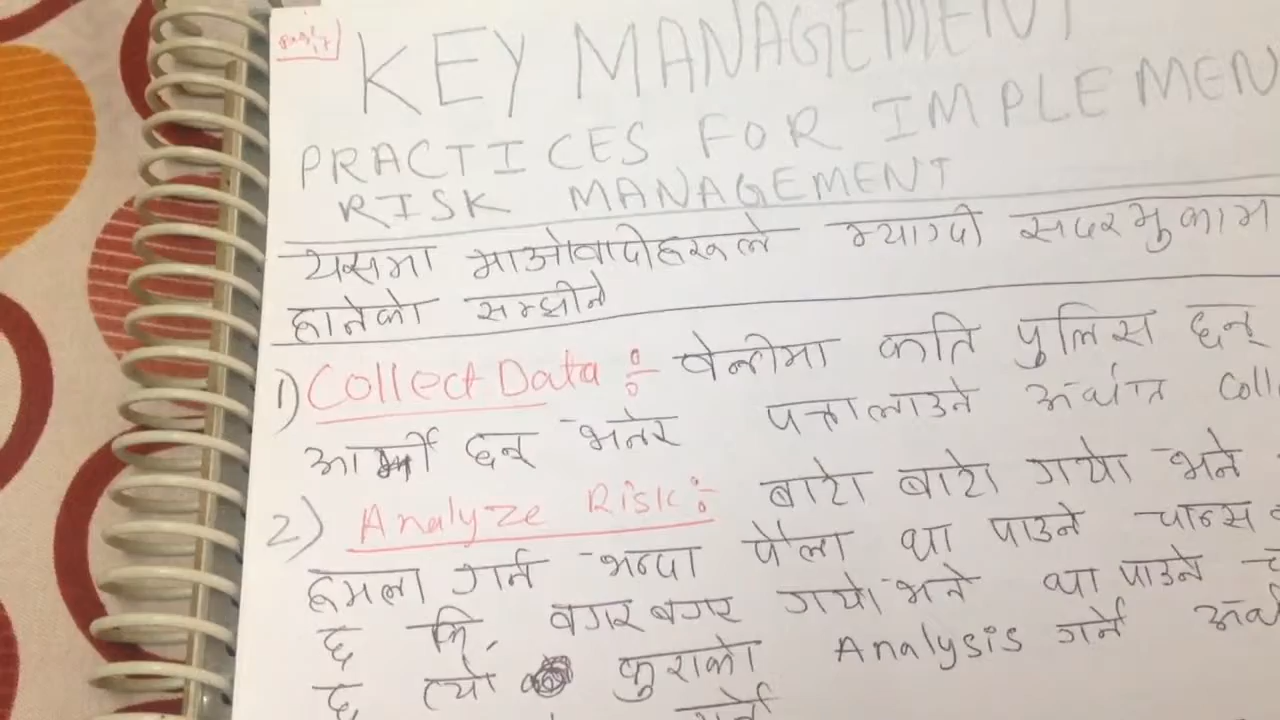 KEY MANAGEMENT
PRACTICES FOR IMPLEMEN
RISK MANAGEMENT
यसमा माओवादीहरूले म्याग्दी सदरमुकाम
हानेको सम्झीने
1) Collect Data ÷ बेनीमा कति पुलिस छन्
आर्मी छन् भनेर पत्तालाउने अर्थात Coll
2) Analyze Risk ÷ बाटो बाटो गयो भने
हमला गर्न भन्दा पैला था पाउने चान्स
छ कि, बगरबगर गयो भने था पाउने
छ त्यो कुराको Analysis गर्ने
गर्ने